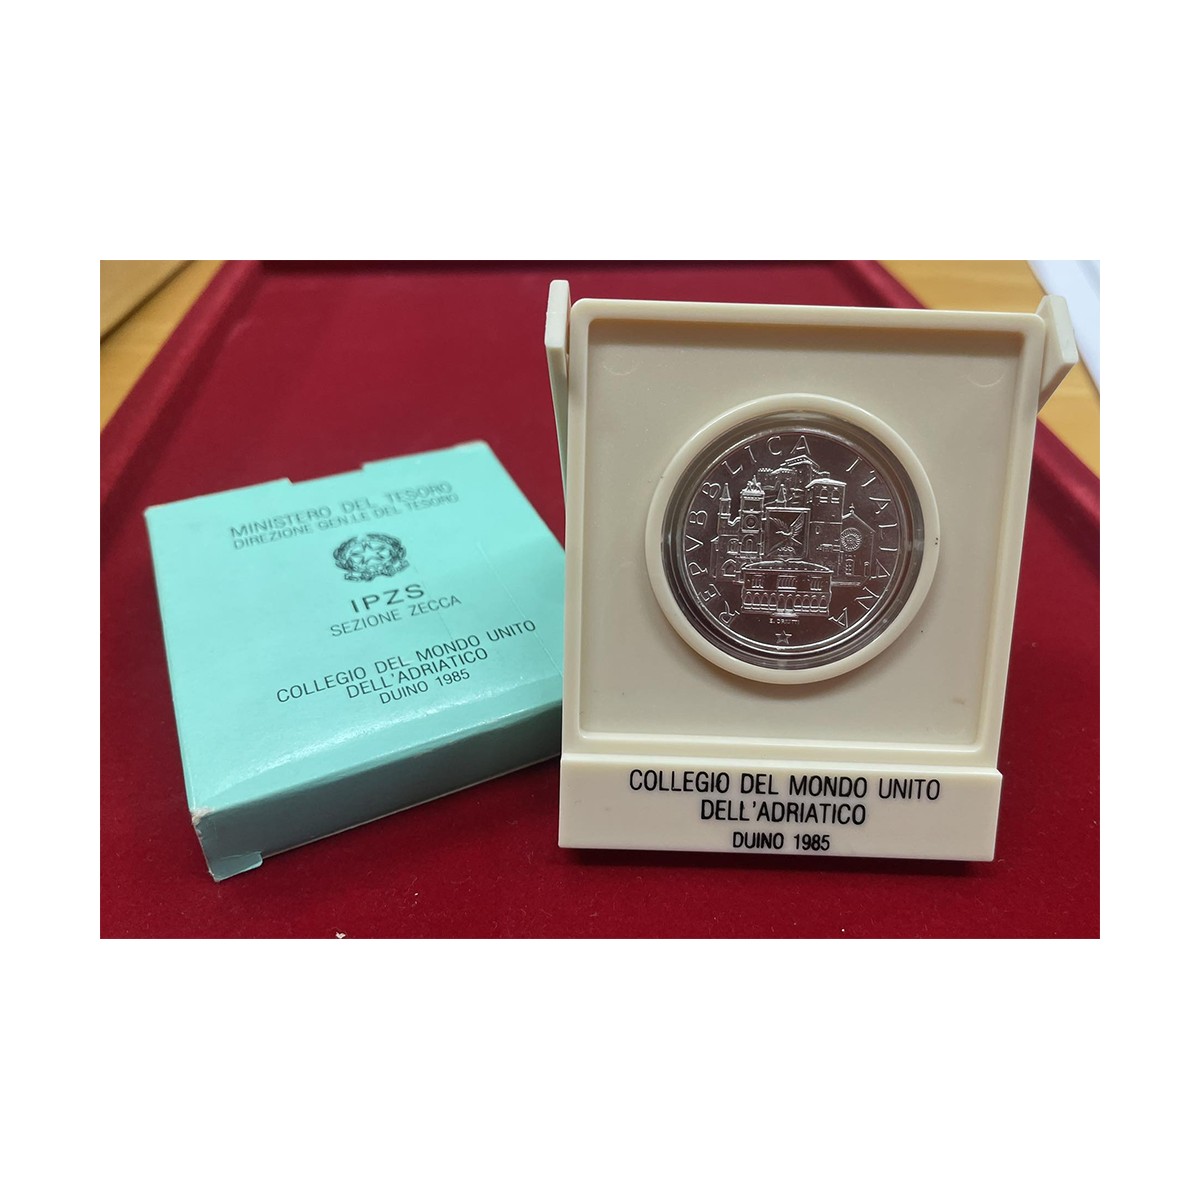 MINISTERO DEL TESORO
DIREZIONE GEN.LE DEL TESORO
IPZS
SEZIONE ZECCA
COLLEGIO DEL MONDO UNITO
DELL'ADRIATICO
DUINO 1985
REPVBBLICA ITALIANA
COLLEGIO DEL MONDO UNITO
DELL'ADRIATICO
DUINO 1985